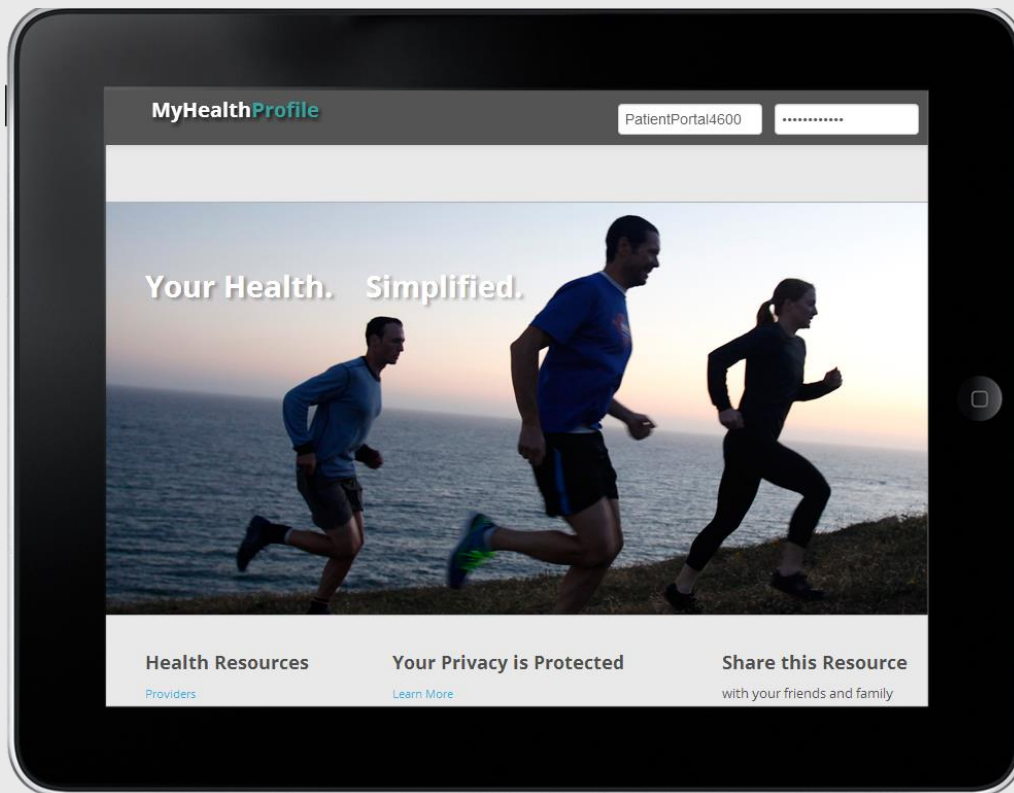 MyHealthProfile
PatientPortal4600 ••••••••••••
Your Health. Simplified.
Health Resources
Providers
Your Privacy is Protected
Learn More
Share this Resource
with your friends and family